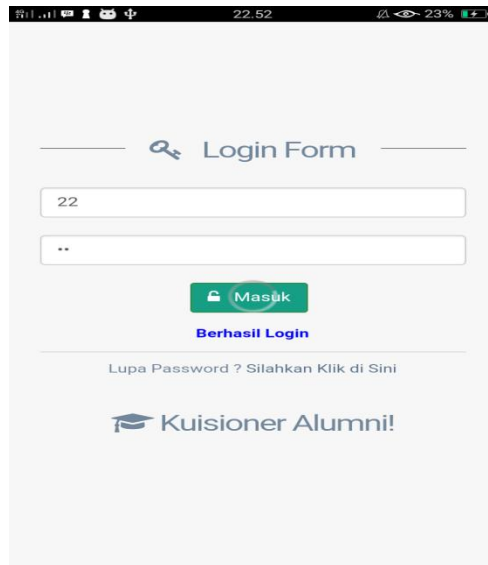 22.52 23%
Login Form
22
••
Masuk
Berhasil Login
Lupa Password ? Silahkan Klik di Sini
Kuisioner Alumni!